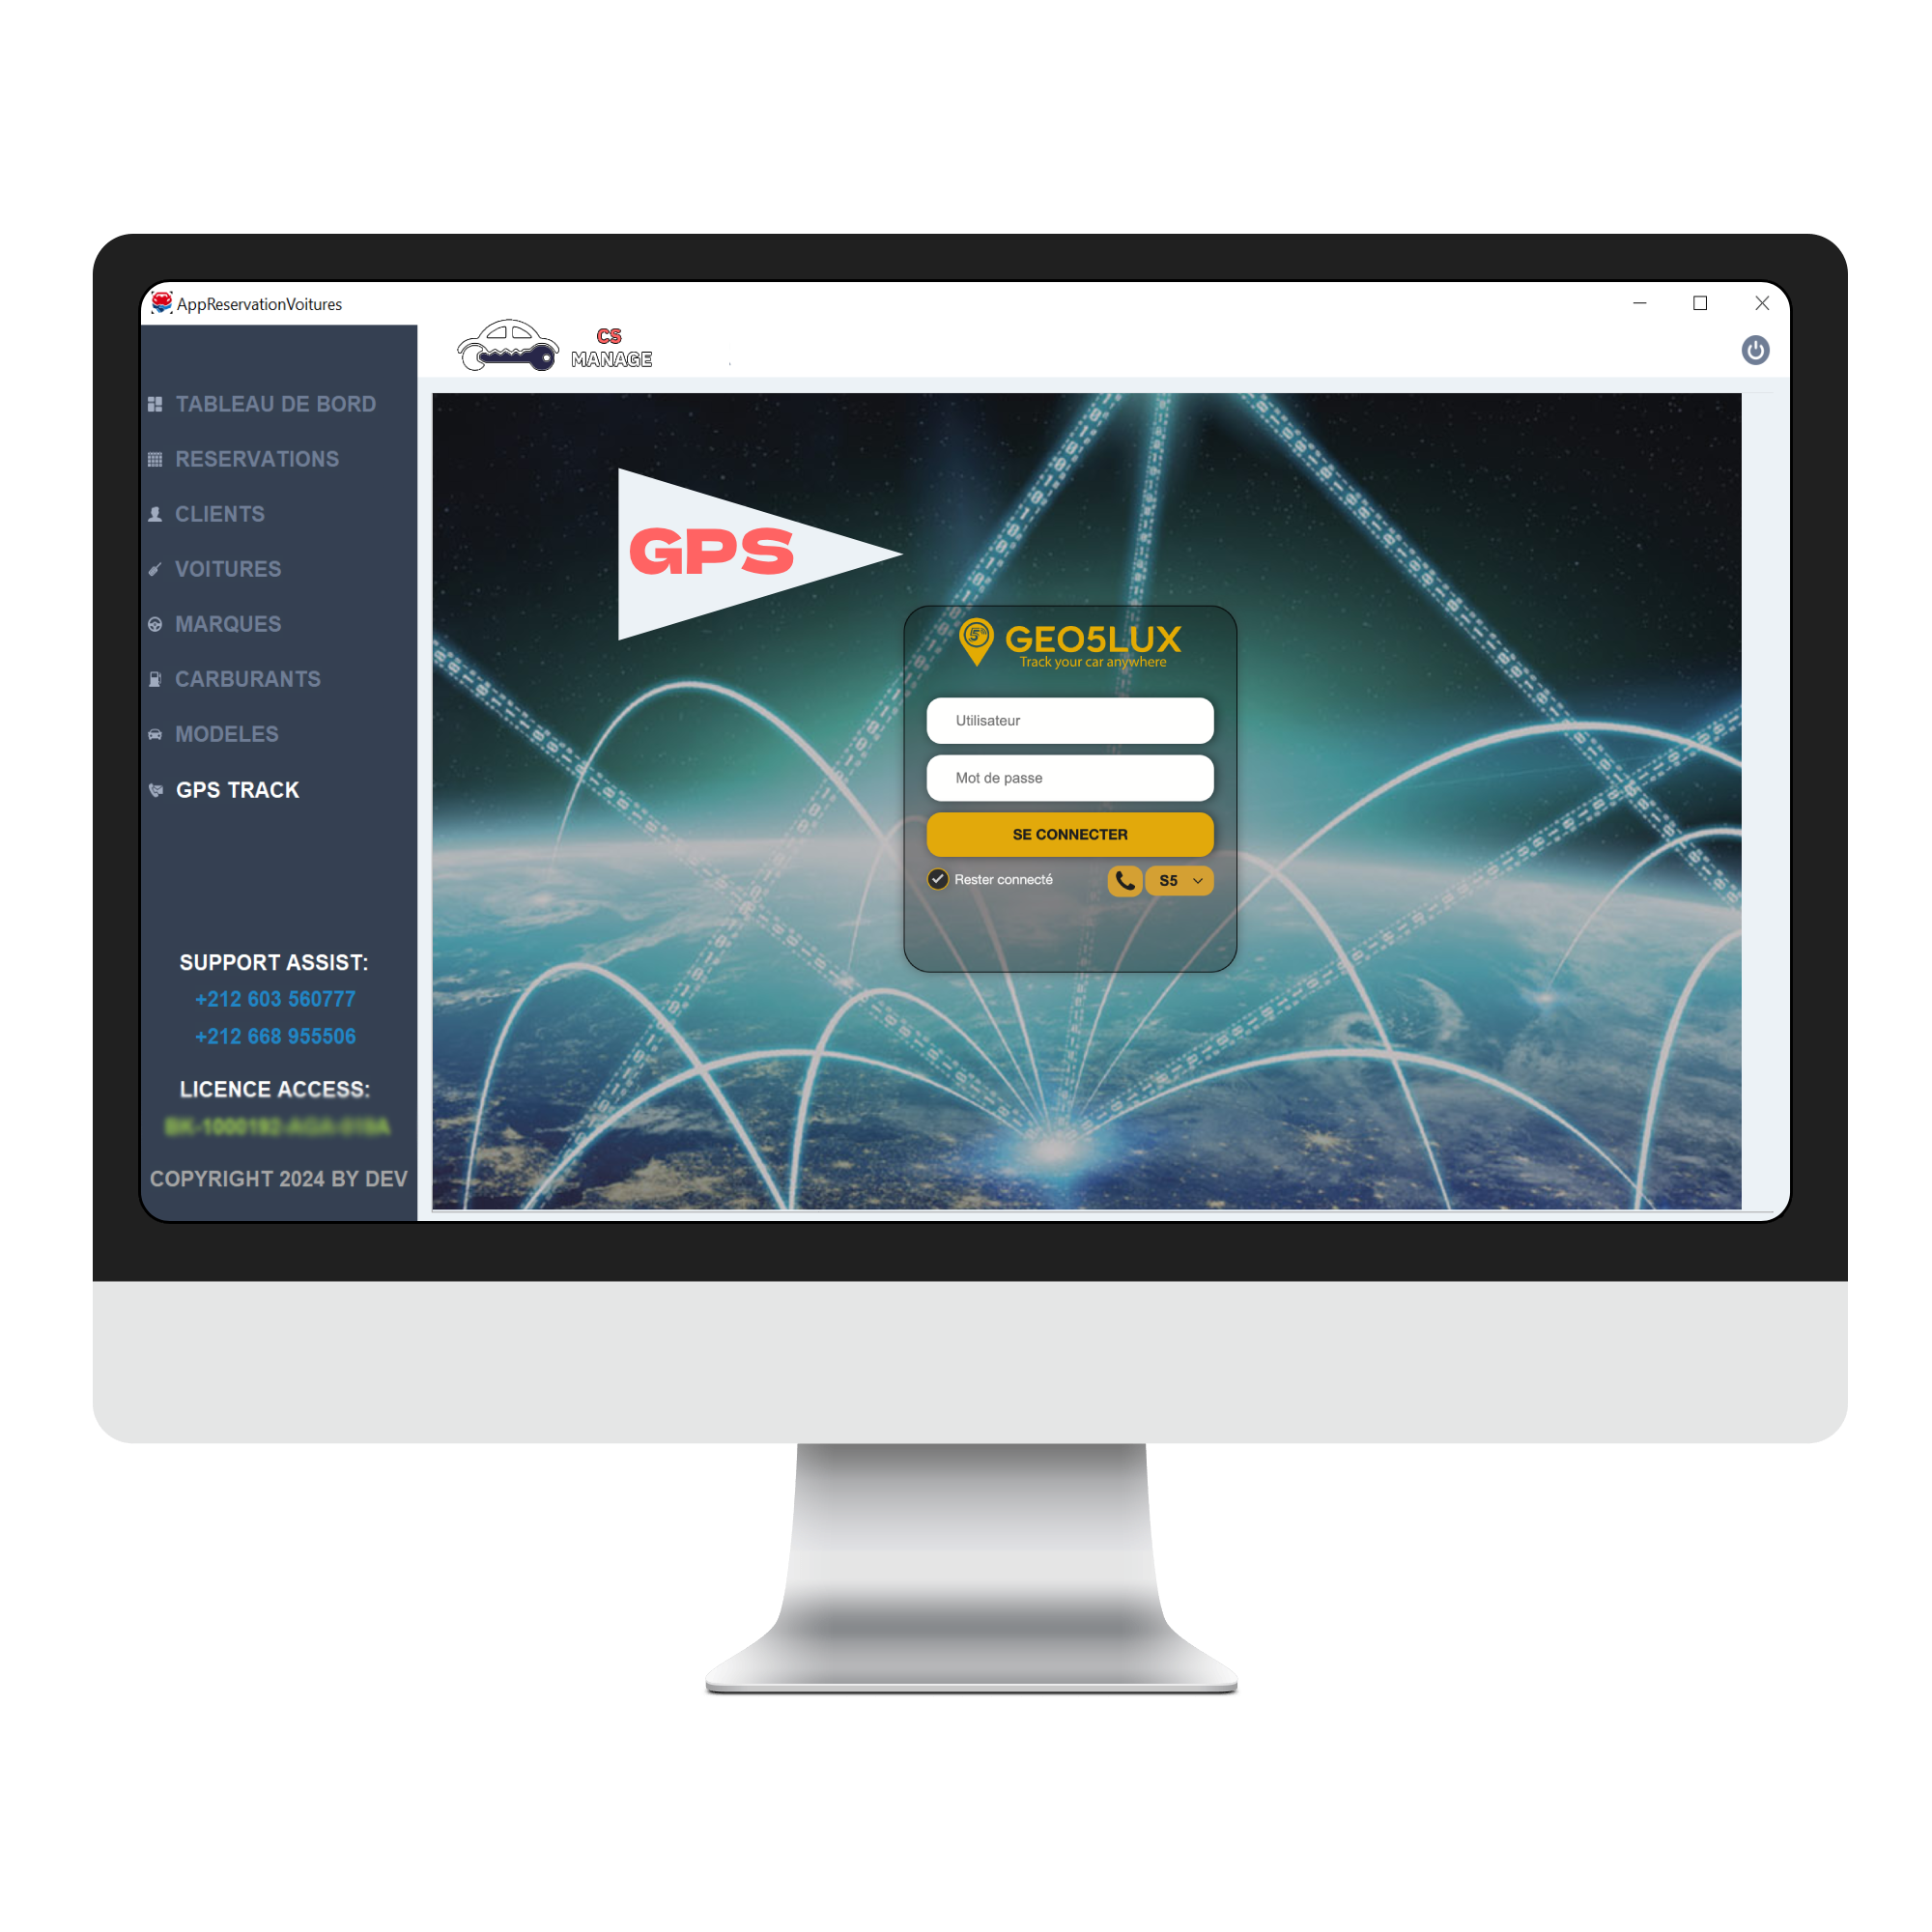 AppReservationVoitures
CS
MANAGE
TABLEAU DE BORD
RESERVATIONS
CLIENTS
VOITURES
MARQUES
CARBURANTS
MODELES
GPS TRACK
SUPPORT ASSIST:
+212 603 560777
+212 668 955506
LICENCE ACCESS:
COPYRIGHT 2024 BY DEV
GPS
GEO5LUX
Track your car anywhere
Utilisateur
Mot de passe
SE CONNECTER
Rester connecté
S5